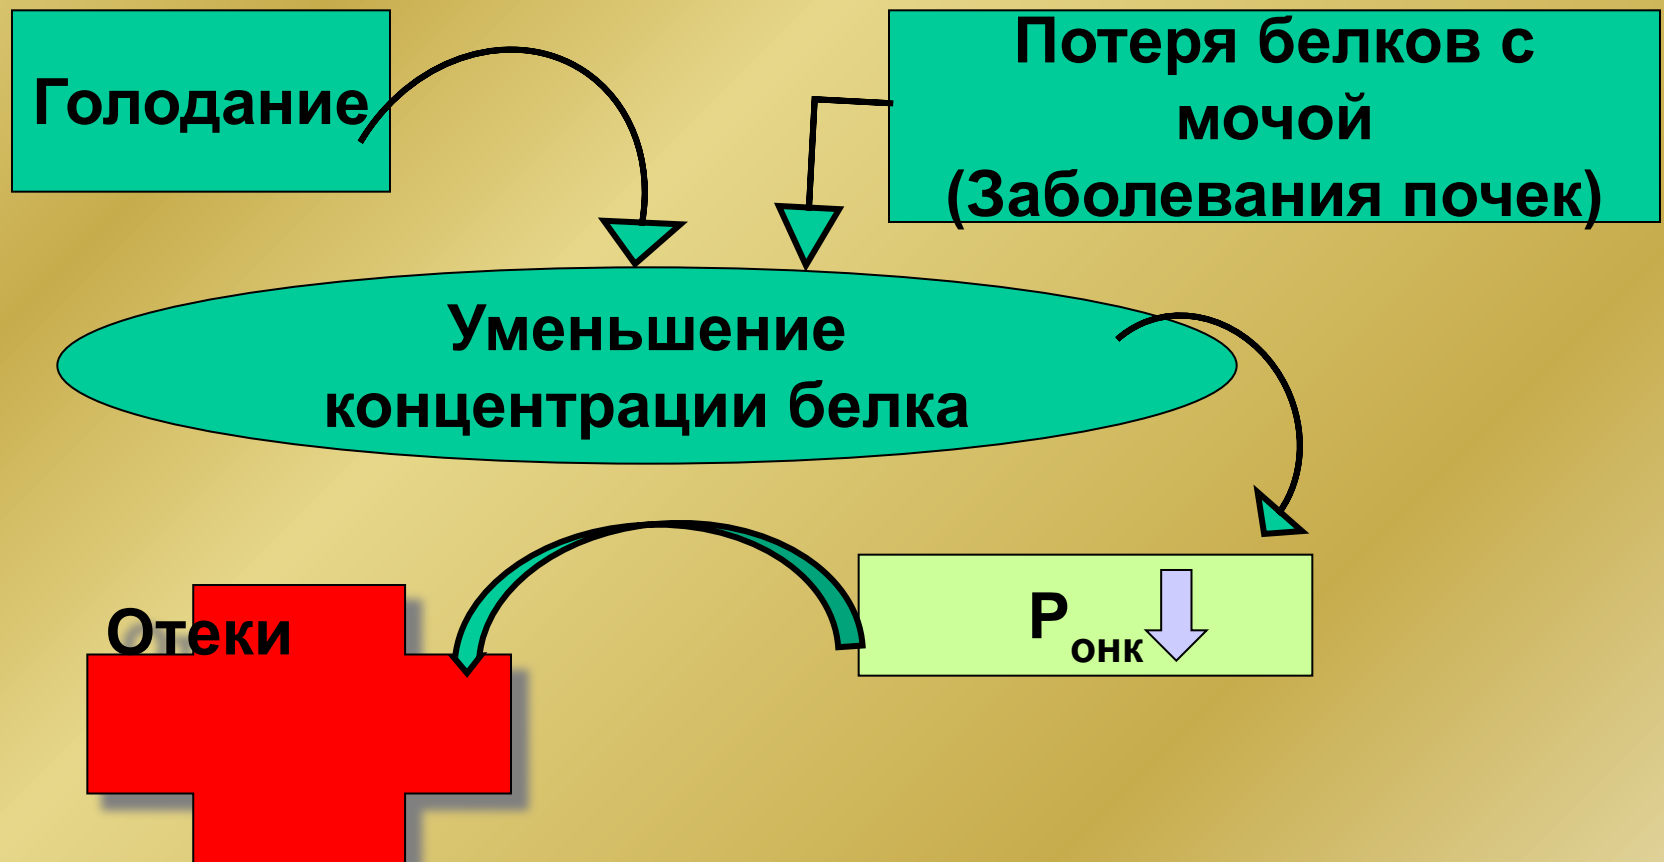 Голодание
Потеря белков с
мочой
(Заболевания почек)
Уменьшение
концентрации белка
Р онк
Отеки